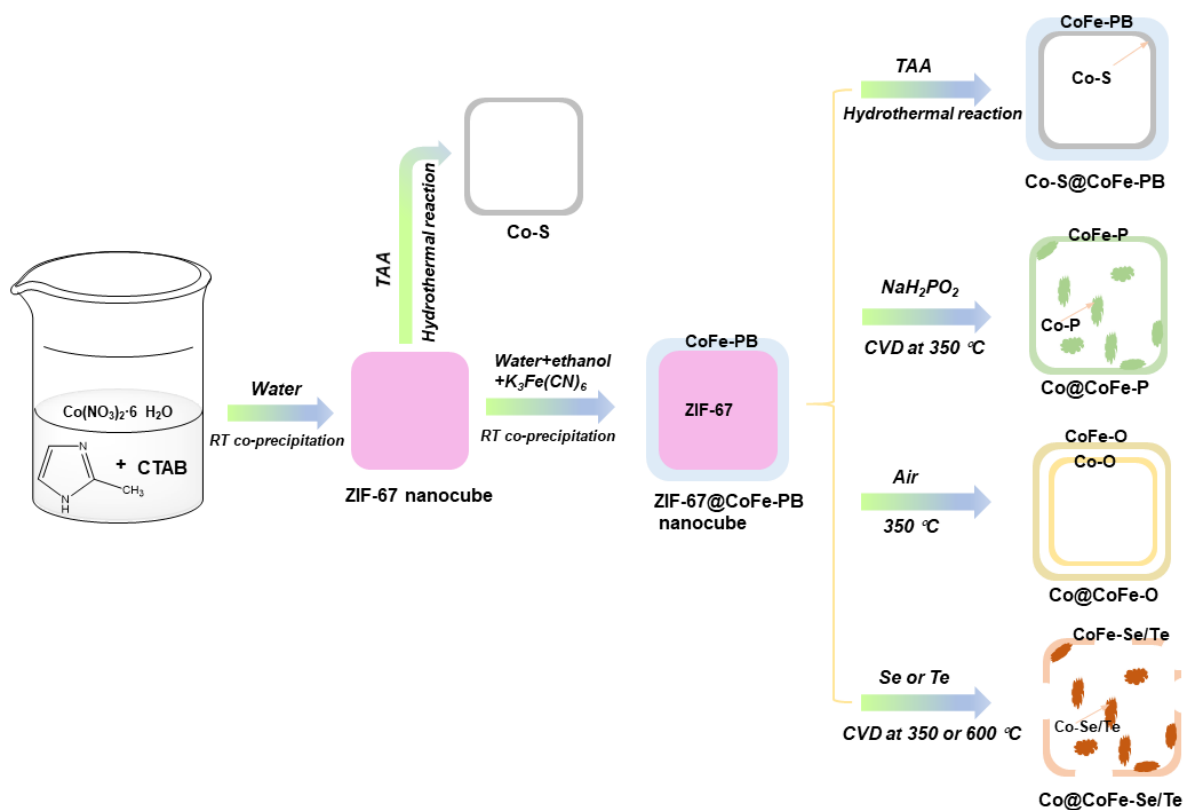 Co(NO₃)₂·6 H₂O
N
N
H
CH₃
+ CTAB
Water
RT co-precipitation
ZIF-67 nanocube
TAA
Hydrothermal reaction
Co-S
Water+ethanol
+K₃Fe(CN)₆
RT co-precipitation
CoFe-PB
ZIF-67
ZIF-67@CoFe-PB
nanocube
TAA
Hydrothermal reaction
CoFe-PB
Co-S
Co-S@CoFe-PB
NaH₂PO₂
CVD at 350 °C
CoFe-P
Co-P
Co@CoFe-P
Air
350 °C
CoFe-O
Co-O
Co@CoFe-O
Se or Te
CVD at 350 or 600 °C
CoFe-Se/Te
Co-Se/Te
Co@CoFe-Se/Te